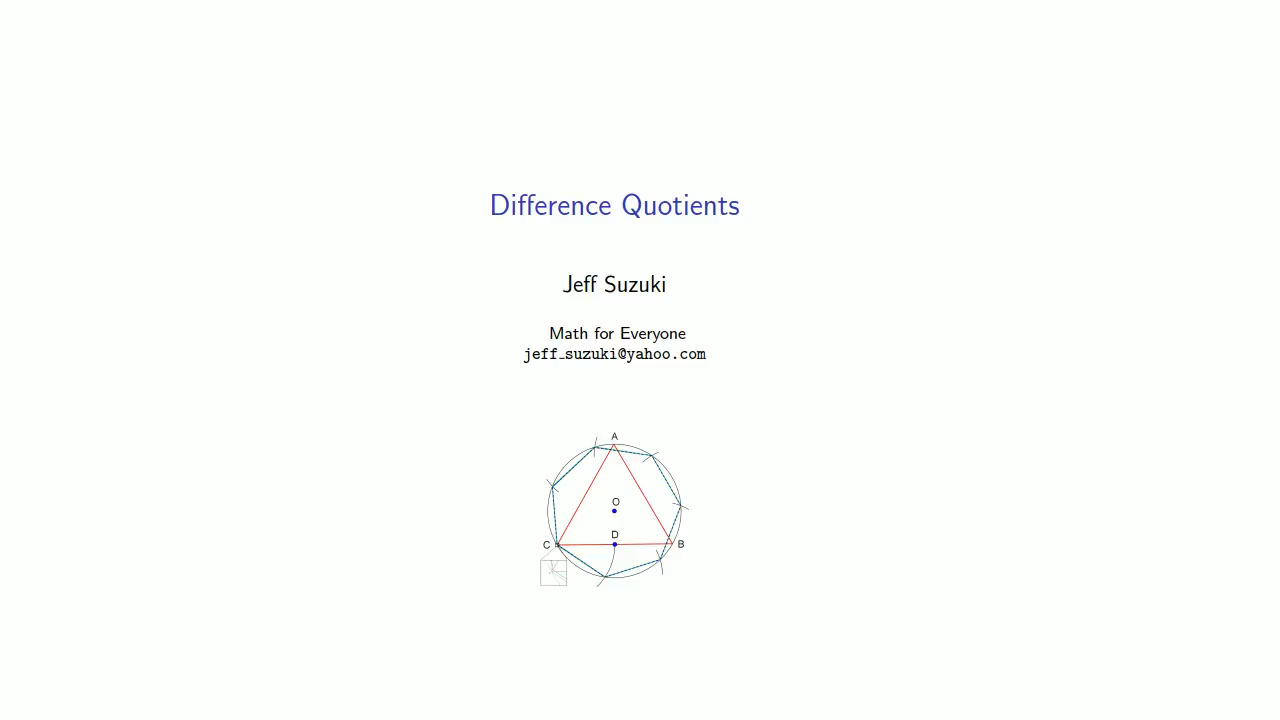 Difference Quotients
Jeff Suzuki
Math for Everyone
jeff_suzuki@yahoo.com
A
O
D
C
B